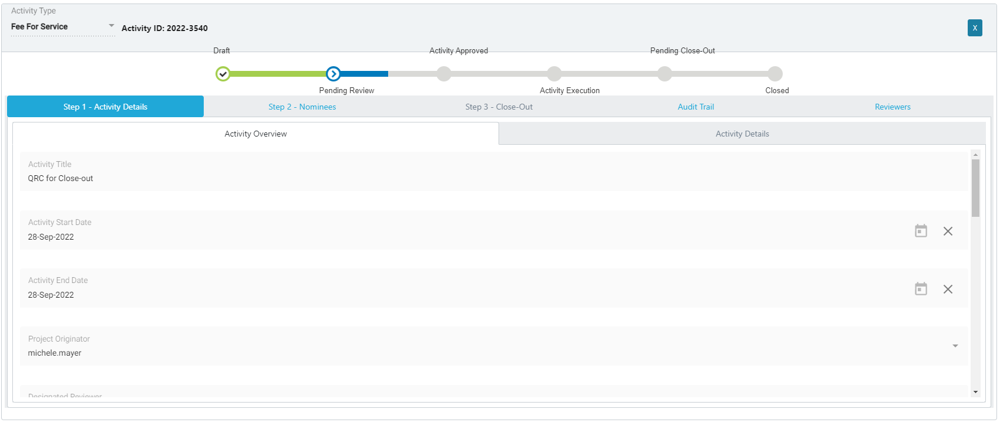 Activity Type
Fee For Service
Activity ID: 2022-3540
X
Draft
Activity Approved
Pending Close-Out
Pending Review
Activity Execution
Closed
Step 1 - Activity Details
Step 2 - Nominees
Step 3 - Close-Out
Audit Trail
Reviewers
Activity Overview
Activity Details
Activity Title
QRC for Close-out
Activity Start Date
28-Sep-2022
Activity End Date
28-Sep-2022
Project Originator
michele.mayer
Designated Reviewer